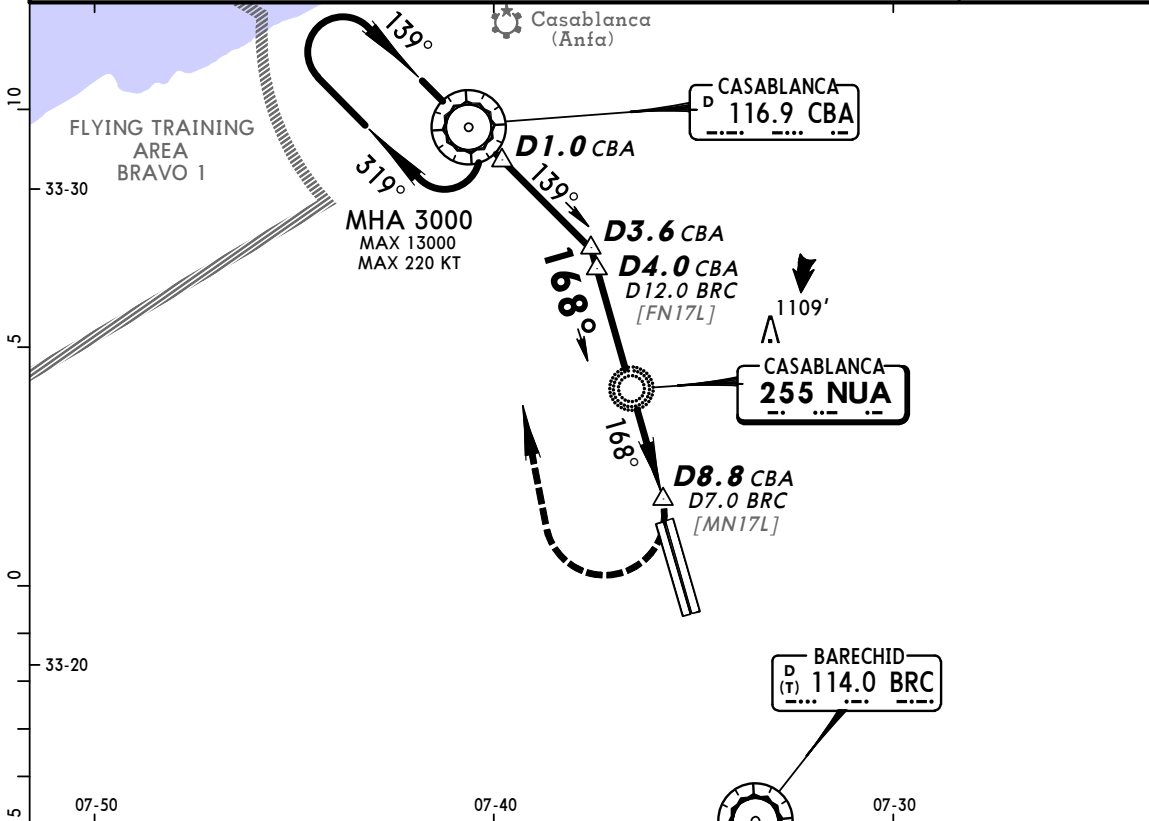 139°
Casablanca
(Anfa)
CASABLANCA
D 116.9 CBA
10
FLYING TRAINING
AREA
BRAVO 1
D1.0 CBA
319°
139°
33-30
MHA 3000
MAX 13000
MAX 220 KT
D3.6 CBA
168°
D4.0 CBA
D12.0 BRC
[FN17L]
1109'
5
CASABLANCA
255 NUA
168°
D8.8 CBA
D7.0 BRC
[MN17L]
0
33-20
BARECHID
D
(T) 114.0 BRC
5
07-50
07-40
07-30